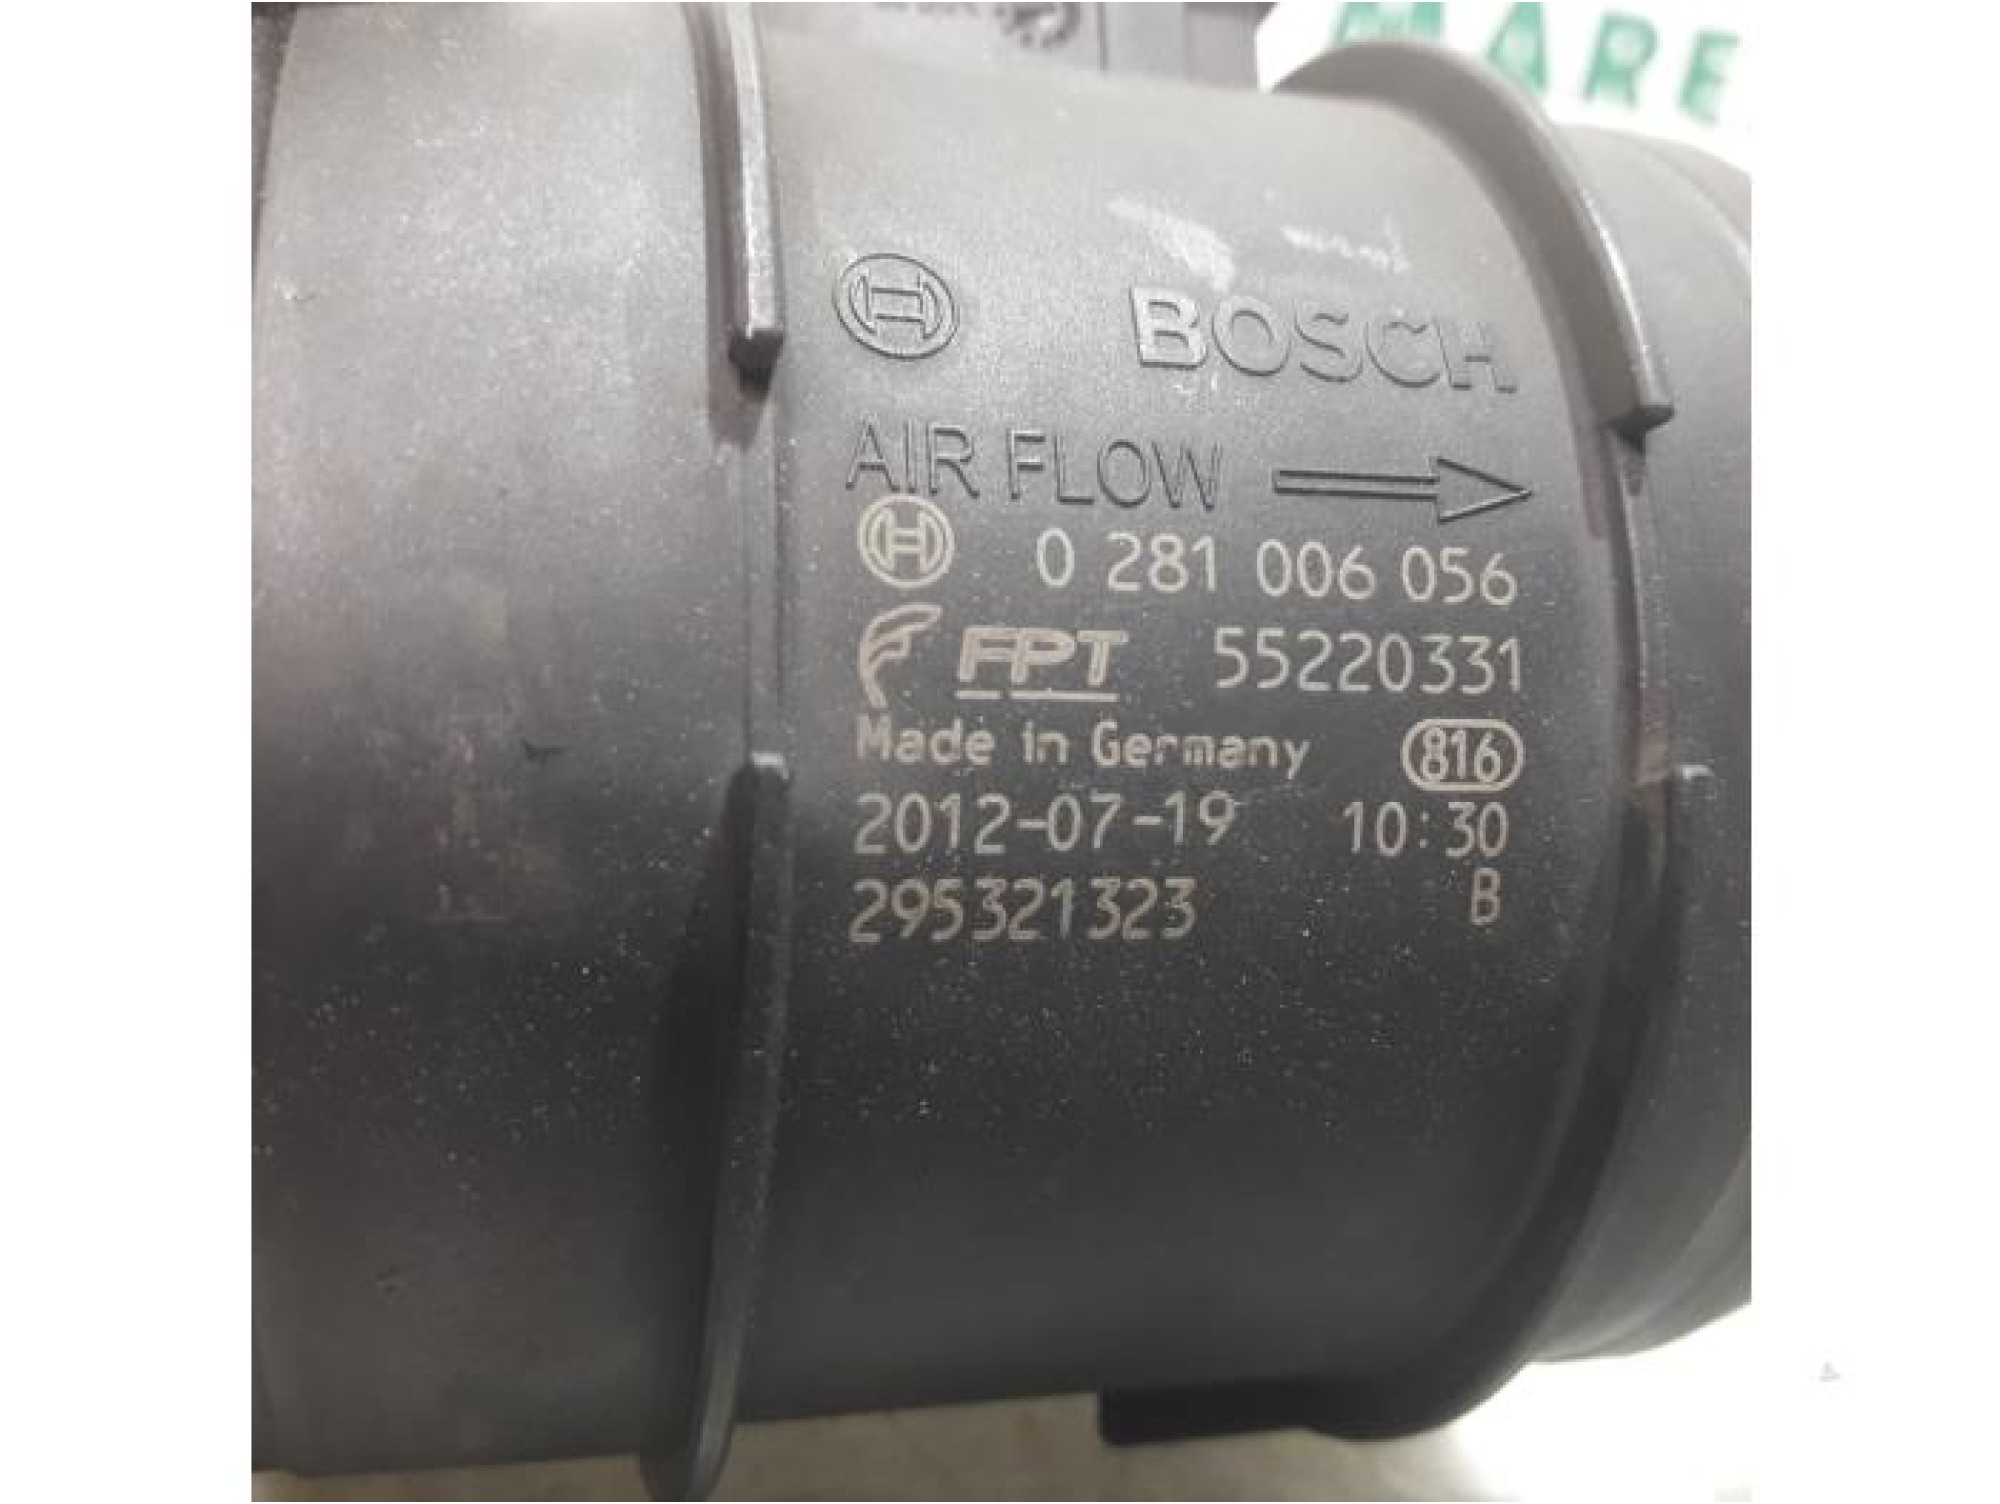 MARE
BOSCH
AIR FLOW
0 281 006 056
FPT 55220331
Made in Germany 816
2012-07-19 10:30
295321323 B